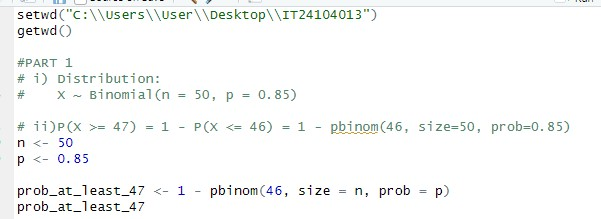 setwd("C:\\Users\\User\\Desktop\\IT24104013")
getwd()
#PART 1
# i) Distribution:
#    X ~ Binomial(n = 50, p = 0.85)
# ii)P(X >= 47) = 1 - P(X <= 46) = 1 - pbinom(46, size=50, prob=0.85)
n <- 50
p <- 0.85
prob_at_least_47 <- 1 - pbinom(46, size = n, prob = p)
prob_at_least_47